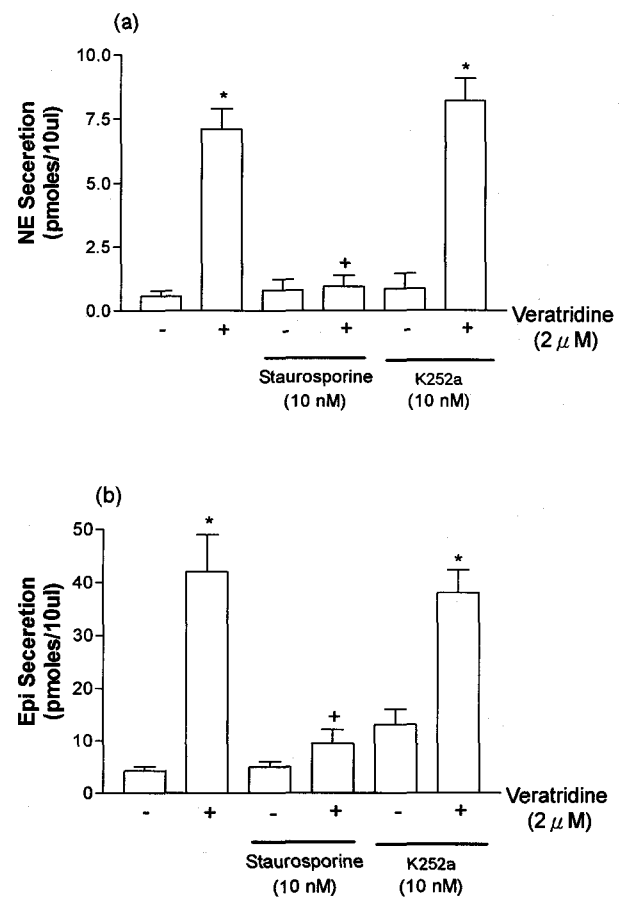 (a)
NE Seceretion
(pmoles/10ul)
10.0
7.5
5.0
2.5
0.0
*
+
*
- + - + - +
Veratridine
(2 μ M)
Staurosporine
(10 nM)
K252a
(10 nM)
(b)
Epi Seceretion
(pmoles/10ul)
50
40
30
20
10
0
*
+
*
- + - + - +
Veratridine
(2 μ M)
Staurosporine
(10 nM)
K252a
(10 nM)